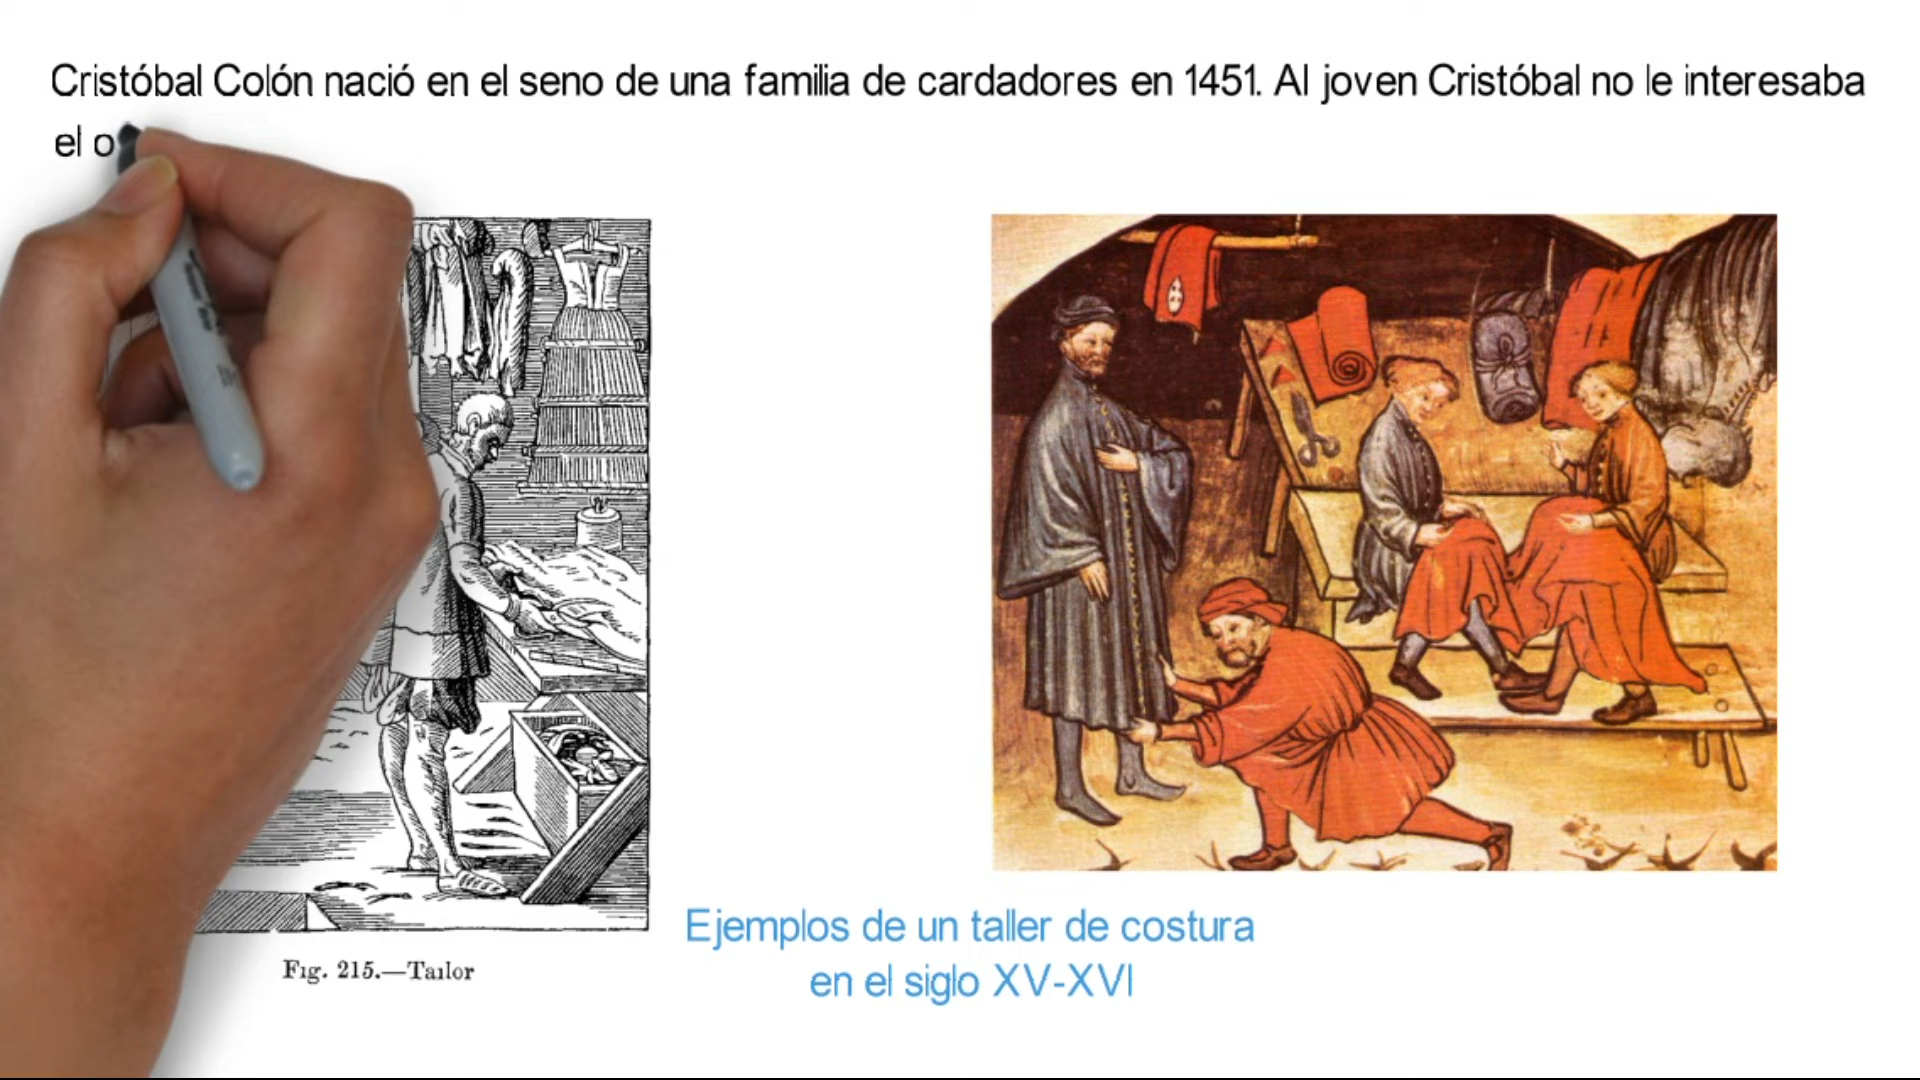 Cristóbal Colón nació en el seno de una familia de cardadores en 1451. Al joven Cristóbal no le interesaba
el o
Fig. 215.—Tailor
Ejemplos de un taller de costura
en el siglo XV-XVI